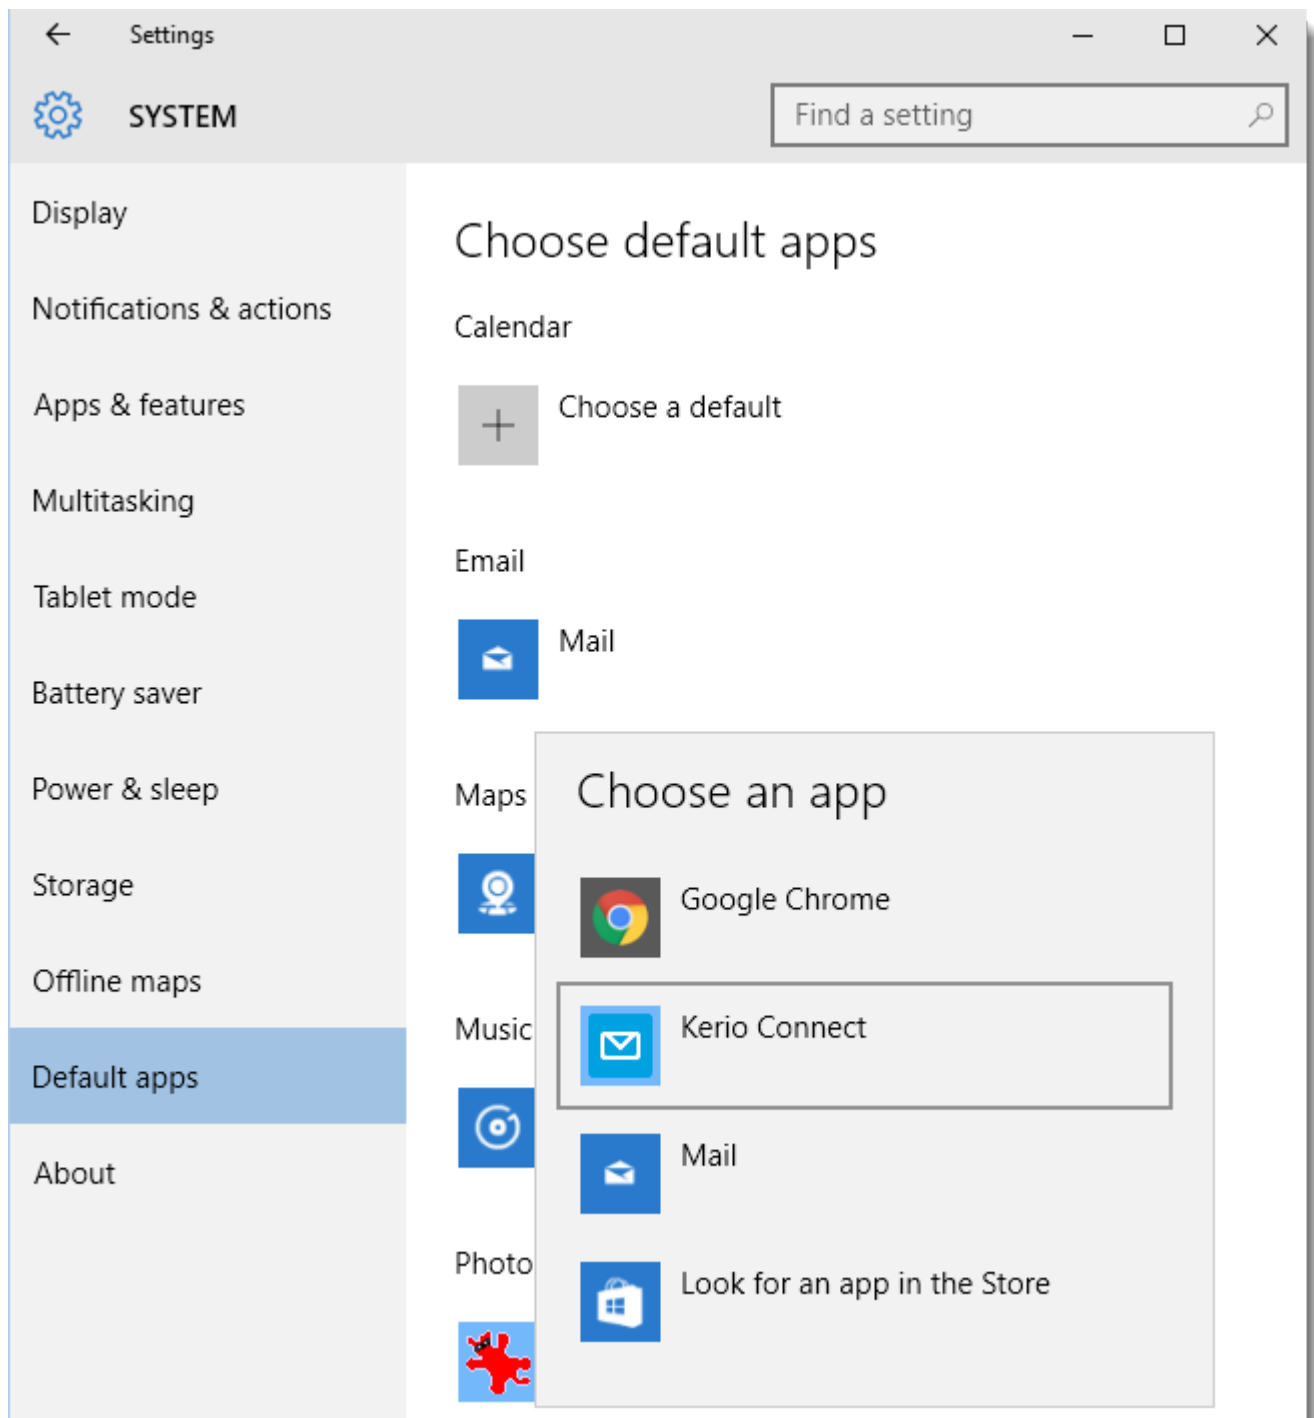 Settings
SYSTEM
Find a setting
Display
Notifications & actions
Apps & features
Multitasking
Tablet mode
Battery saver
Power & sleep
Storage
Offline maps
Default apps
About
Choose default apps
Calendar
Choose a default
Email
Mail
Maps
Music
Photo
Choose an app
Google Chrome
Kerio Connect
Mail
Look for an app in the Store